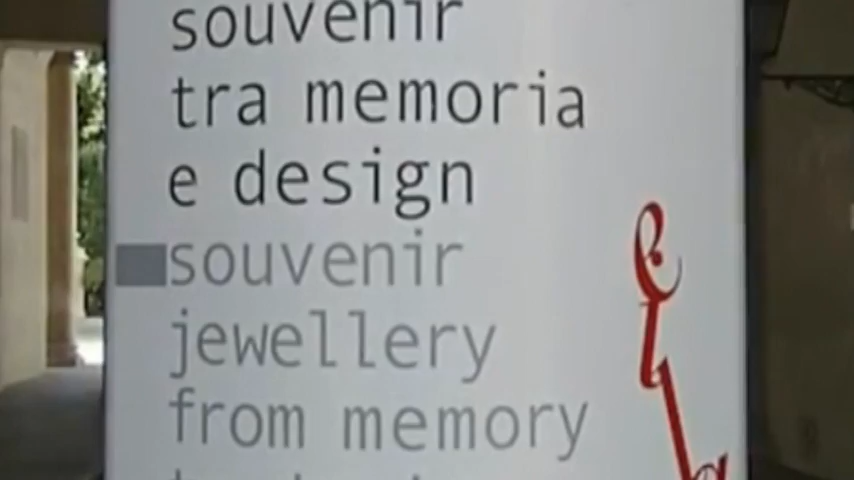 souvenir
tra memoria
e design
souvenir
jewellery
from memory